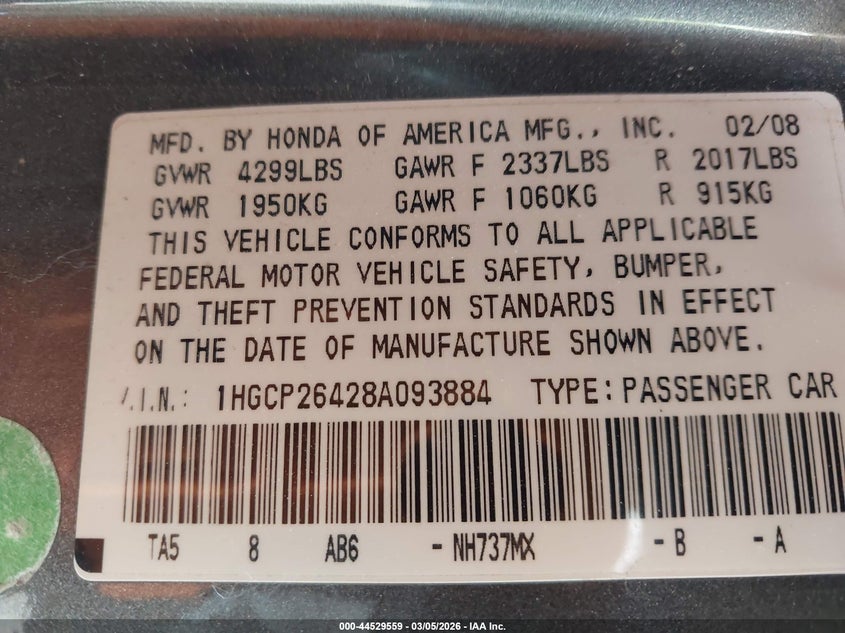 MFD. BY HONDA OF AMERICA MFG., INC. 02/08
GVWR 4299LBS GAWR F 2337LBS R 2017LBS
GVWR 1950KG GAWR F 1060KG R 915KG
THIS VEHICLE CONFORMS TO ALL APPLICABLE
FEDERAL MOTOR VEHICLE SAFETY, BUMPER,
AND THEFT PREVENTION STANDARDS IN EFFECT
ON THE DATE OF MANUFACTURE SHOWN ABOVE.
V.I.N.: 1HGCP26428A093884 TYPE: PASSENGER CAR
TA5 8 AB6 - NH737MX - B - A
000-44529559 - 03/05/2026 - IAA Inc.